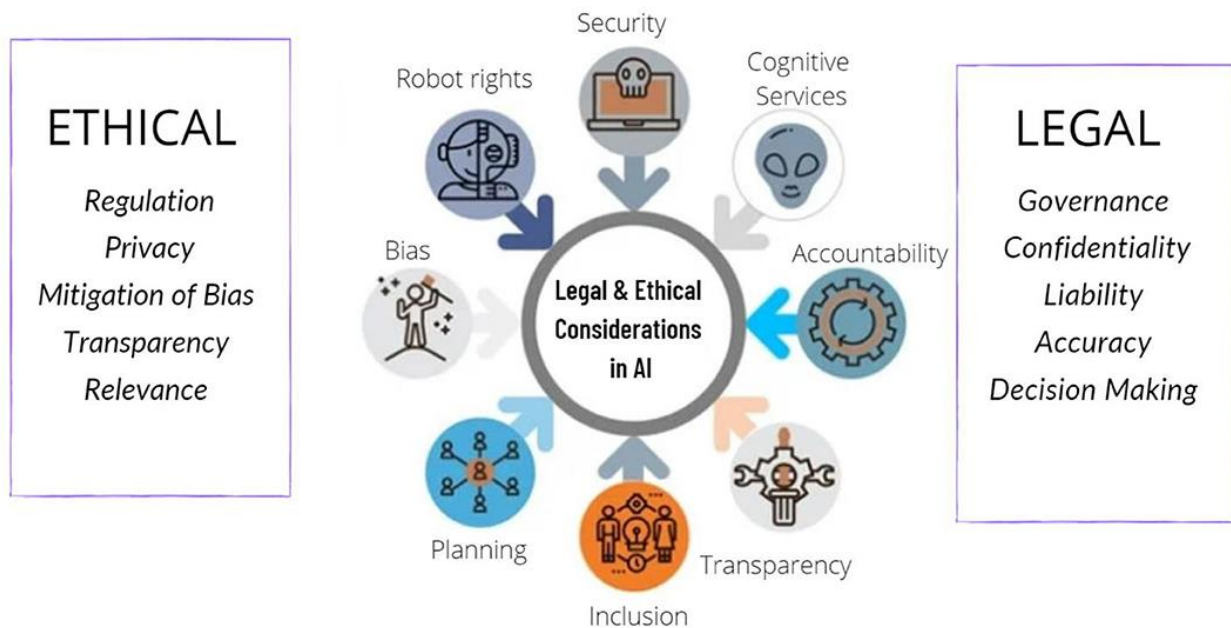 ETHICAL
Regulation
Privacy
Mitigation of Bias
Transparency
Relevance
Security
Robot rights
Cognitive
Services
Bias
Accountability
Legal & Ethical
Considerations
in AI
Planning
Transparency
Inclusion
LEGAL
Governance
Confidentiality
Liability
Accuracy
Decision Making